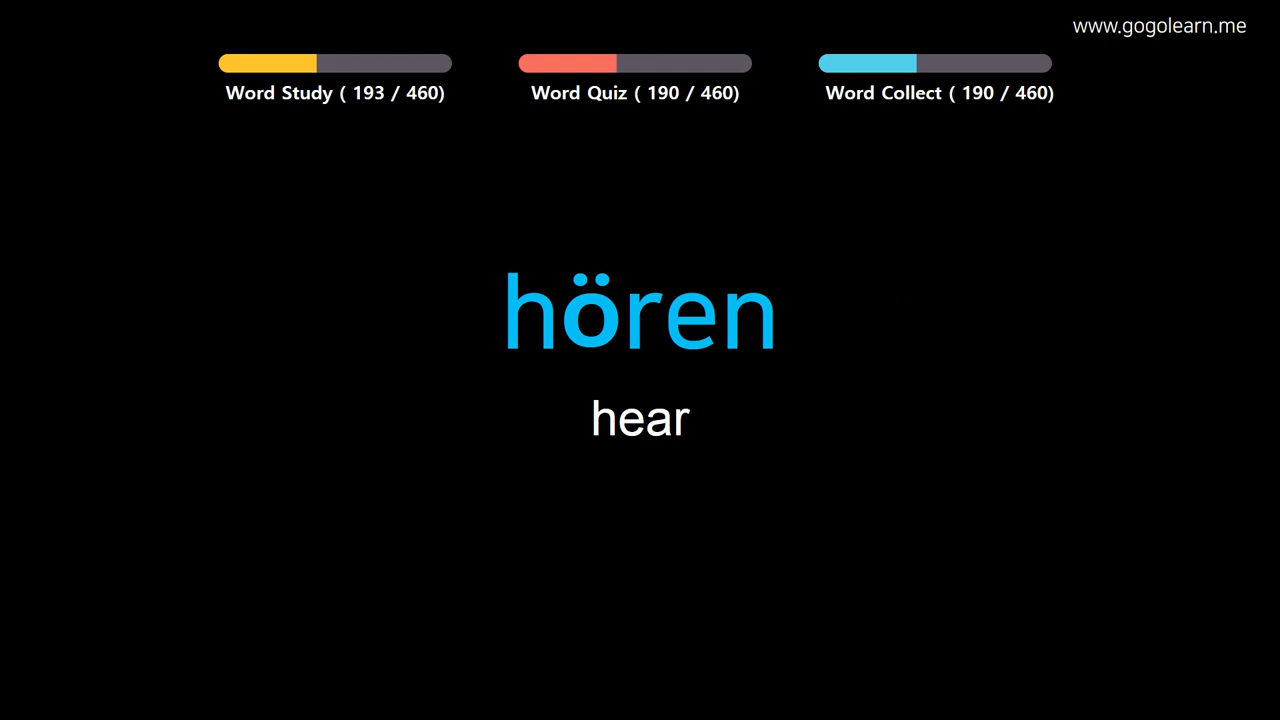 www.gogolearn.me
Word Study ( 193 / 460)
Word Quiz ( 190 / 460)
Word Collect ( 190 / 460)
hören
hear